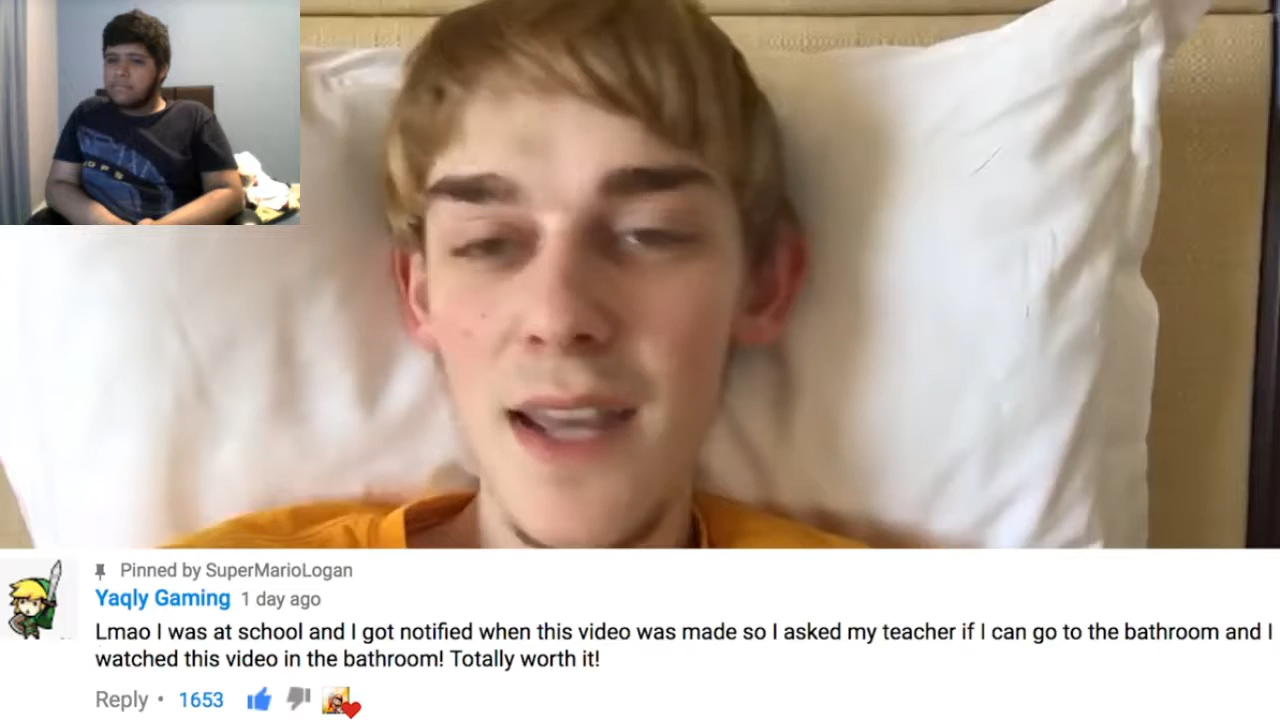 OPS
Pinned by SuperMarioLogan
Yaqly Gaming 1 day ago
Lmao I was at school and I got notified when this video was made so I asked my teacher if I can go to the bathroom and I
watched this video in the bathroom! Totally worth it!
Reply • 1653